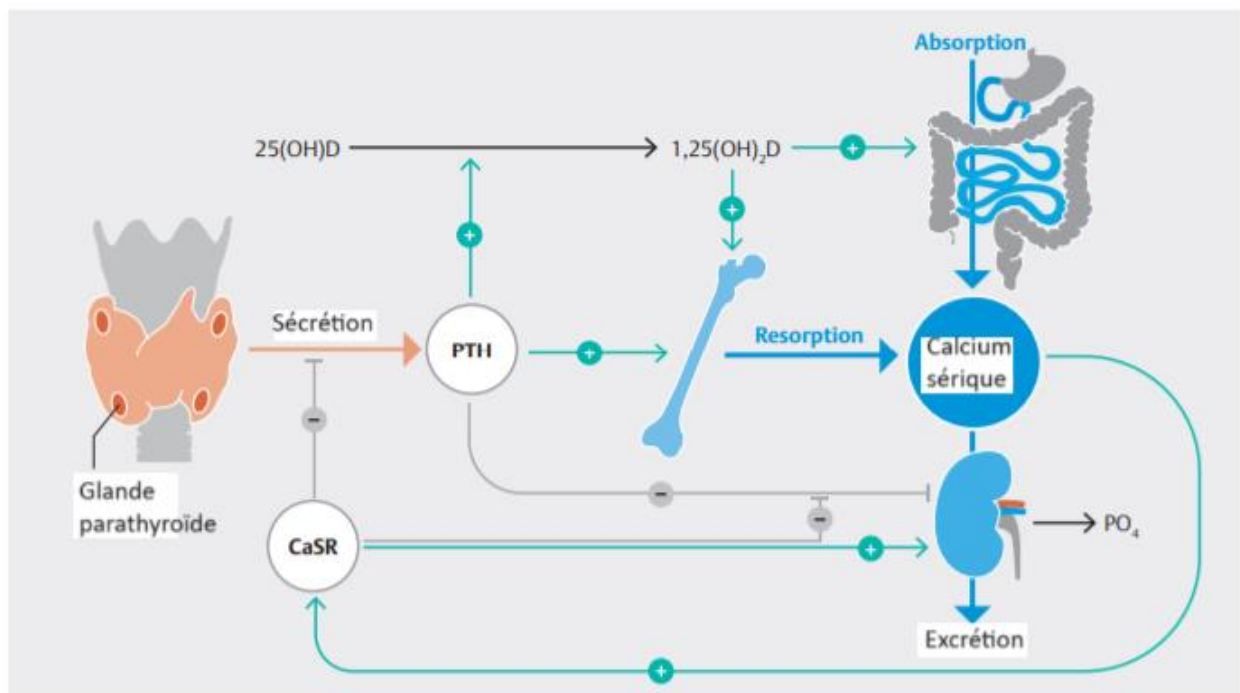 Absorption
25(OH)D
1,25(OH)₂D
+
+
+
Sécrétion
PTH
+
Resorption
Calcium
sérique
−
−
Glande
parathyroïde
−
CaSR
+
PO₄
Excrétion
+